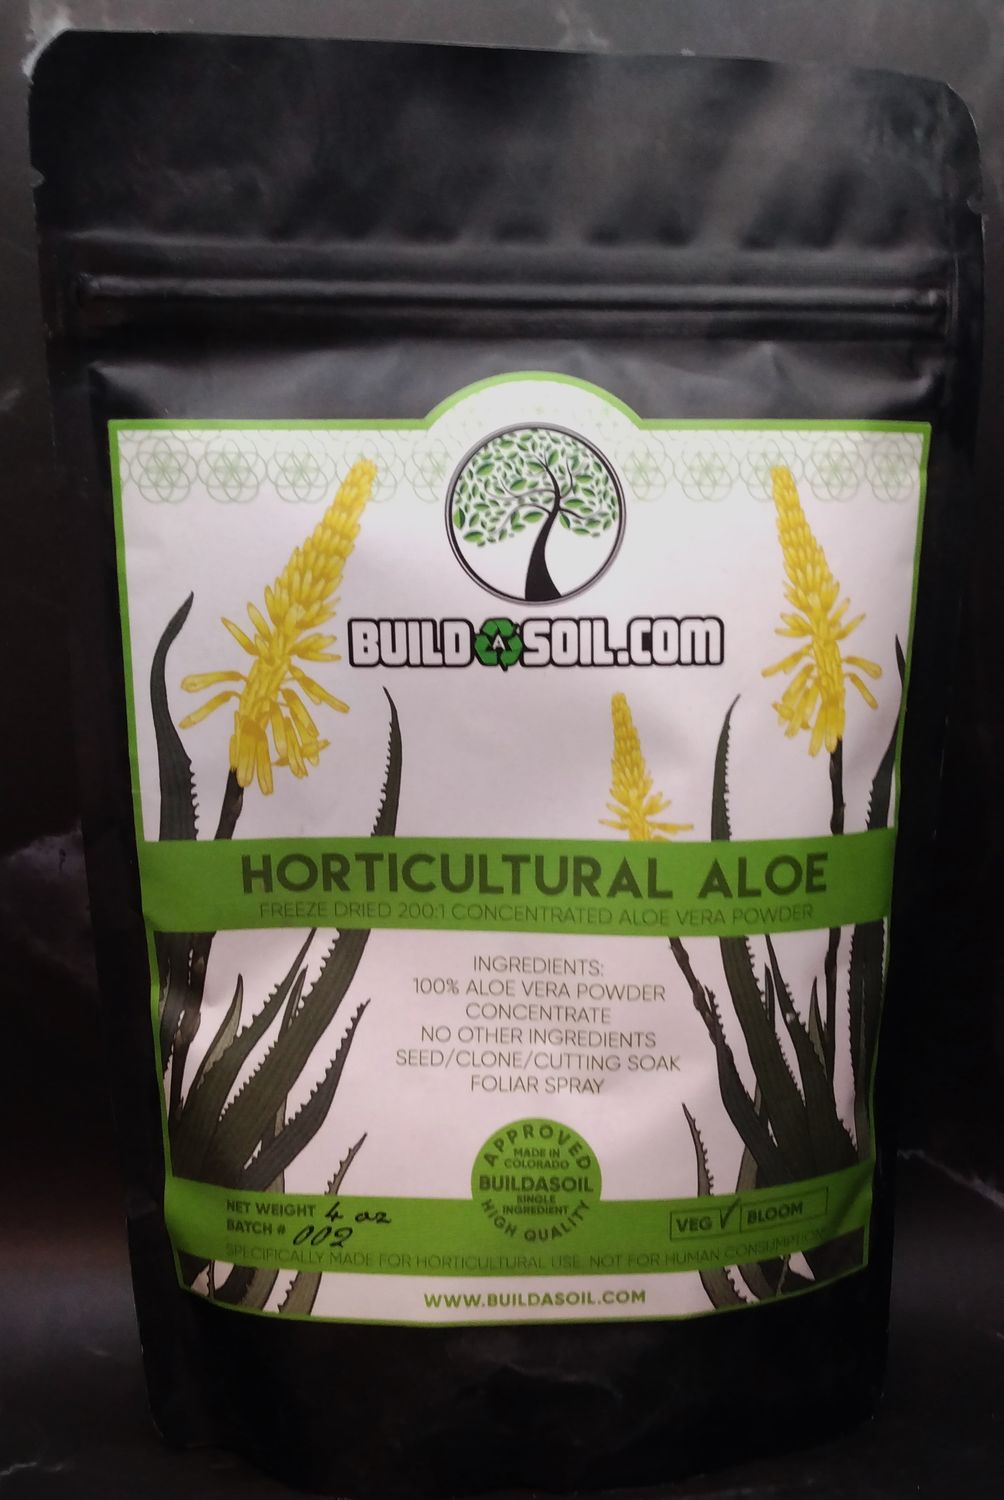 BUILD A SOIL.COM
HORTICULTURAL ALOE
FREEZE DRIED 200:1 CONCENTRATED ALOE VERA POWDER
INGREDIENTS:
100% ALOE VERA POWDER
CONCENTRATE
NO OTHER INGREDIENTS
SEED/CLONE/CUTTING SOAK
FOLIAR SPRAY
APPROVED
MADE IN
COLORADO
BUILDASOIL
SINGLE
INGREDIENT
HIGH QUALITY
NET WEIGHT 4 oz
BATCH # 002
VEG ✓ BLOOM
SPECIFICALLY MADE FOR HORTICULTURAL USE, NOT FOR HUMAN CONSUMPTION
WWW.BUILDASOIL.COM